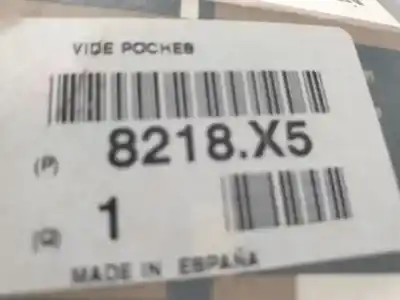 VIDE POCHES
(P) 8218.X5
(Q) 1
MADE IN ESPAÑA